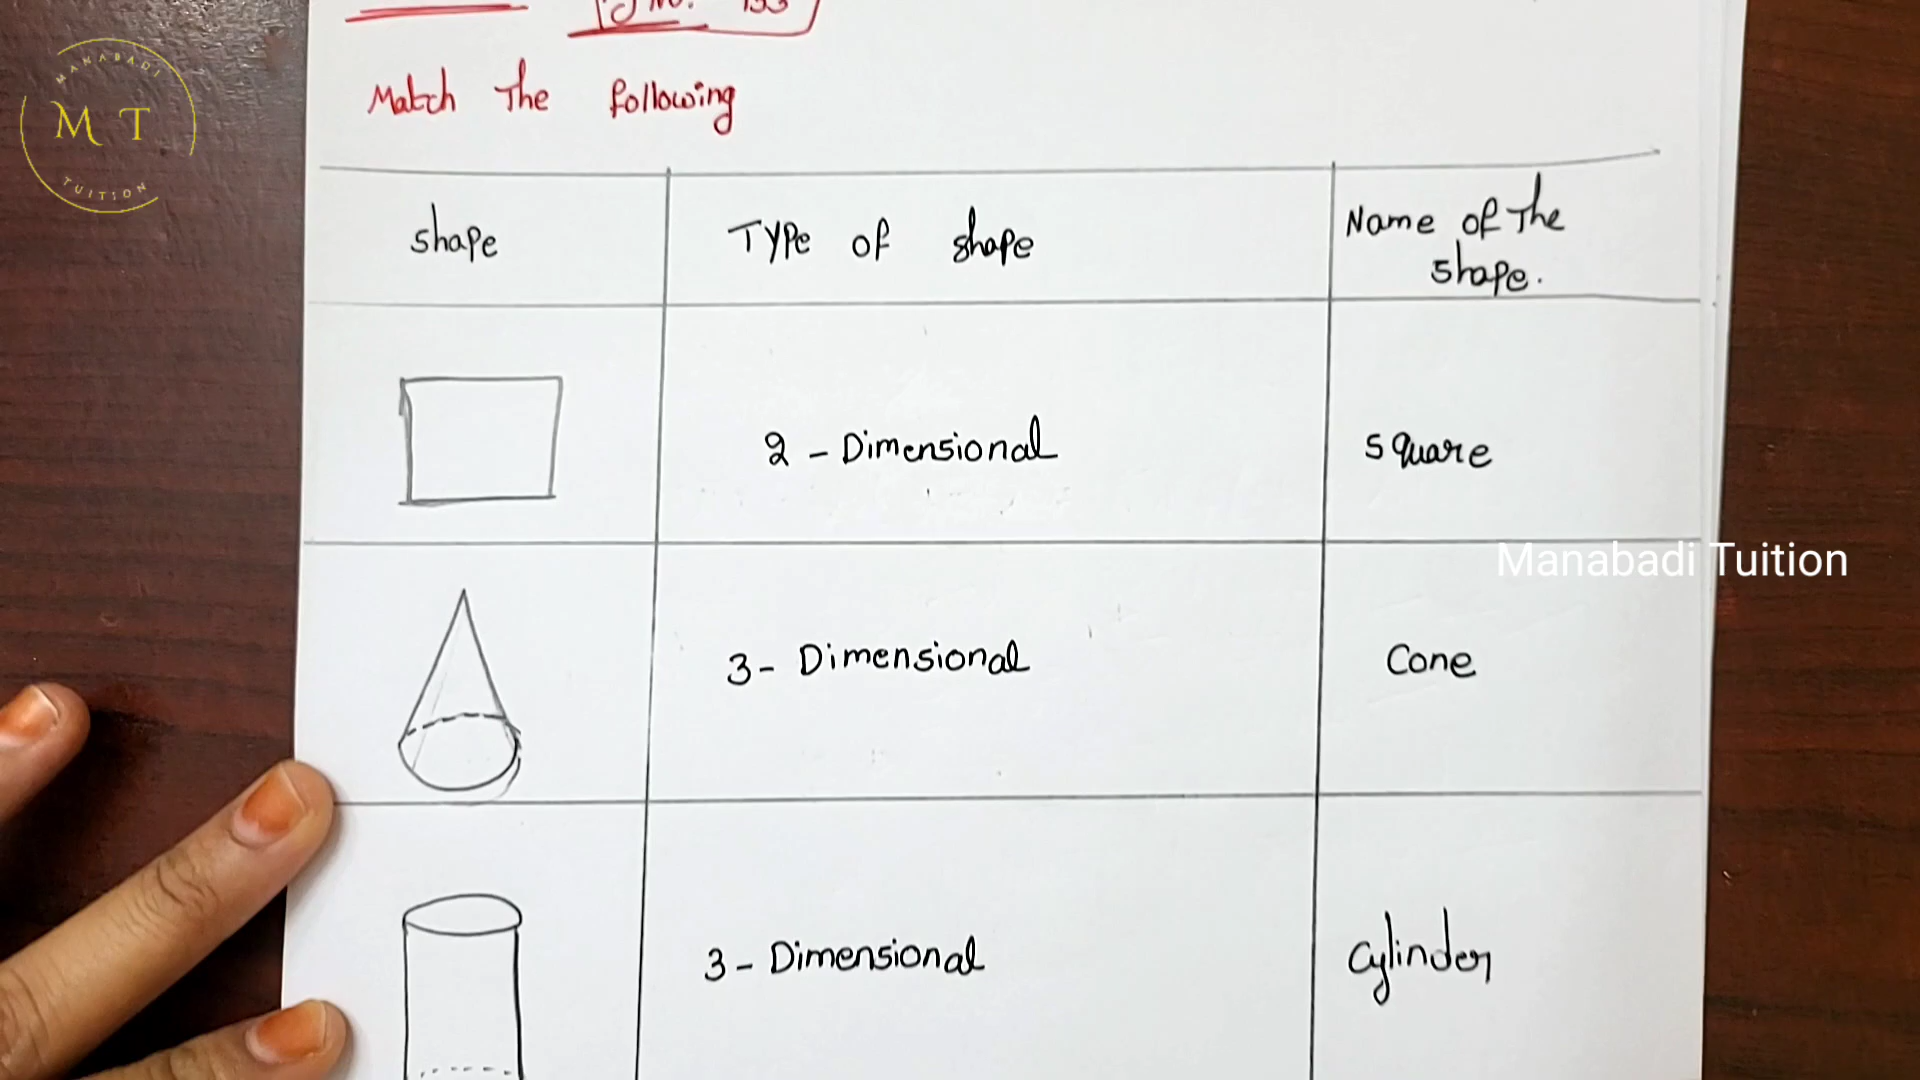 MANABADI
M T
TUITION
Match The following
shape
Type of shape
Name of The
shape.
2 - Dimensional
square
Manabadi Tuition
3 - Dimensional
Cone
3 - Dimensional
Cylinder